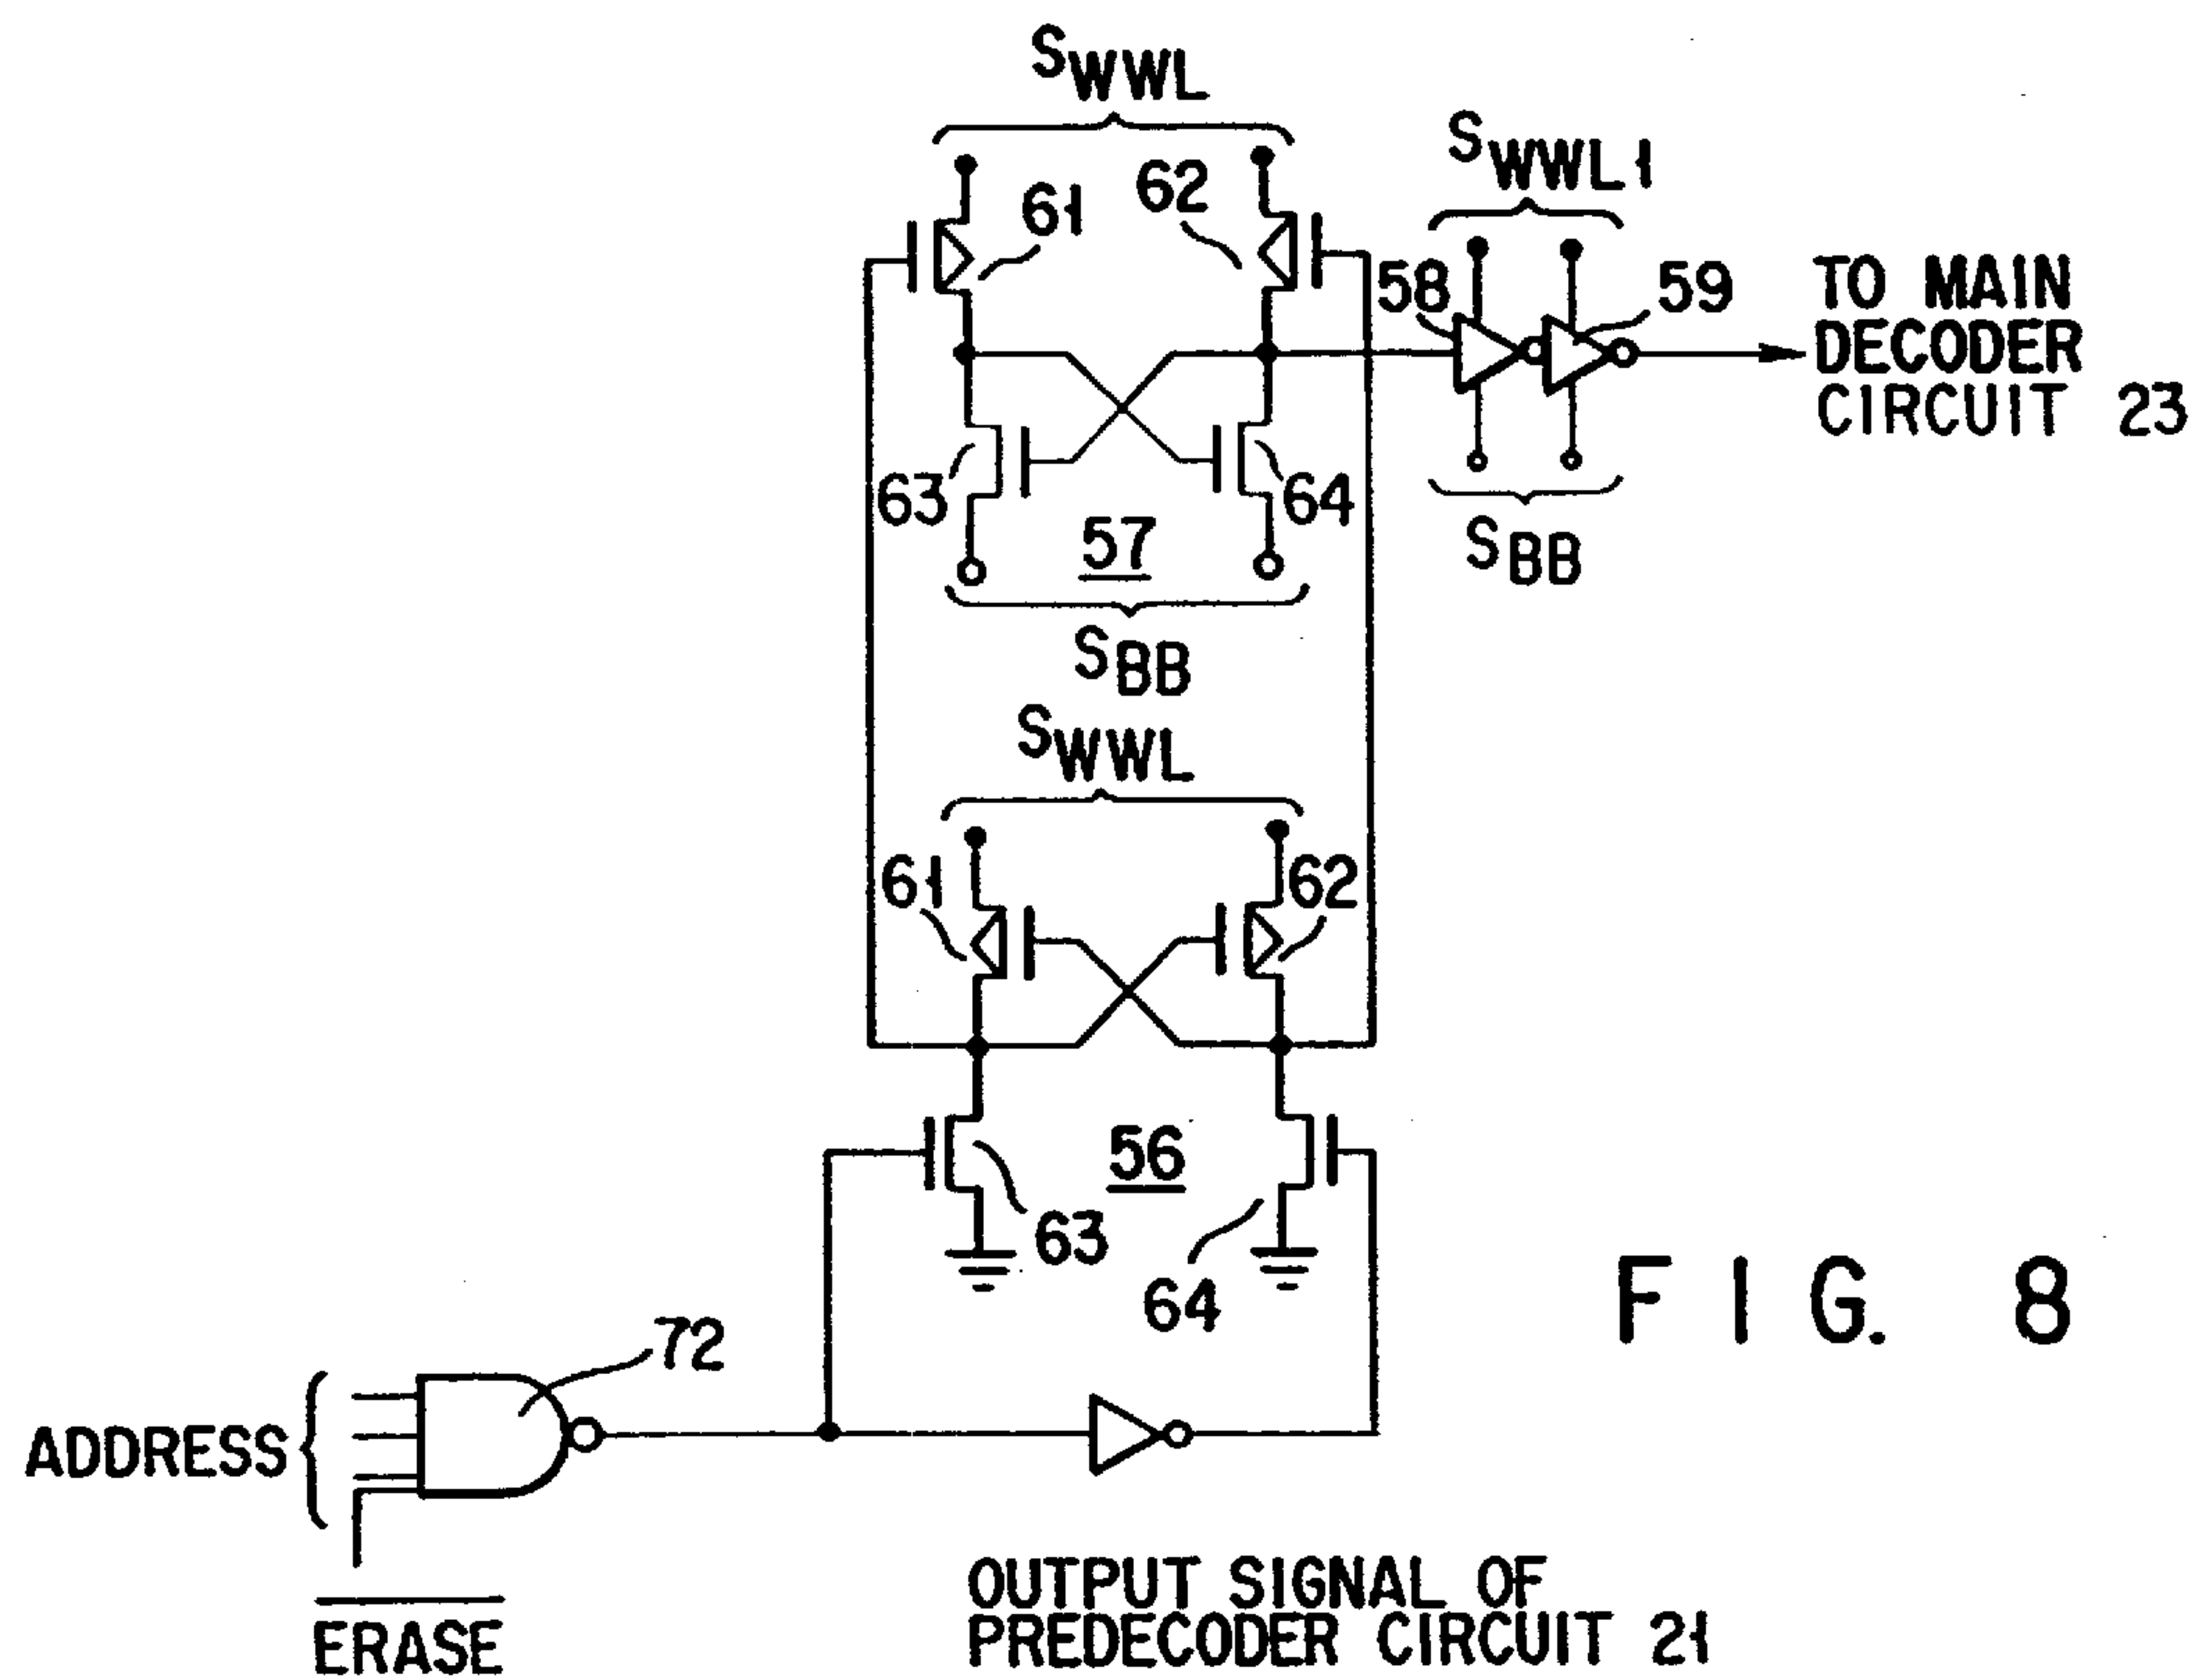 SWWL
SWWL1
61
62
58
59
TO MAIN
DECODER
CIRCUIT 23
63
57
64
SBB
SBB
SWWL
61
62
56
63
64
FIG. 8
72
ADDRESS
ERASE
OUTPUT SIGNAL OF
PREDECODER CIRCUIT 21